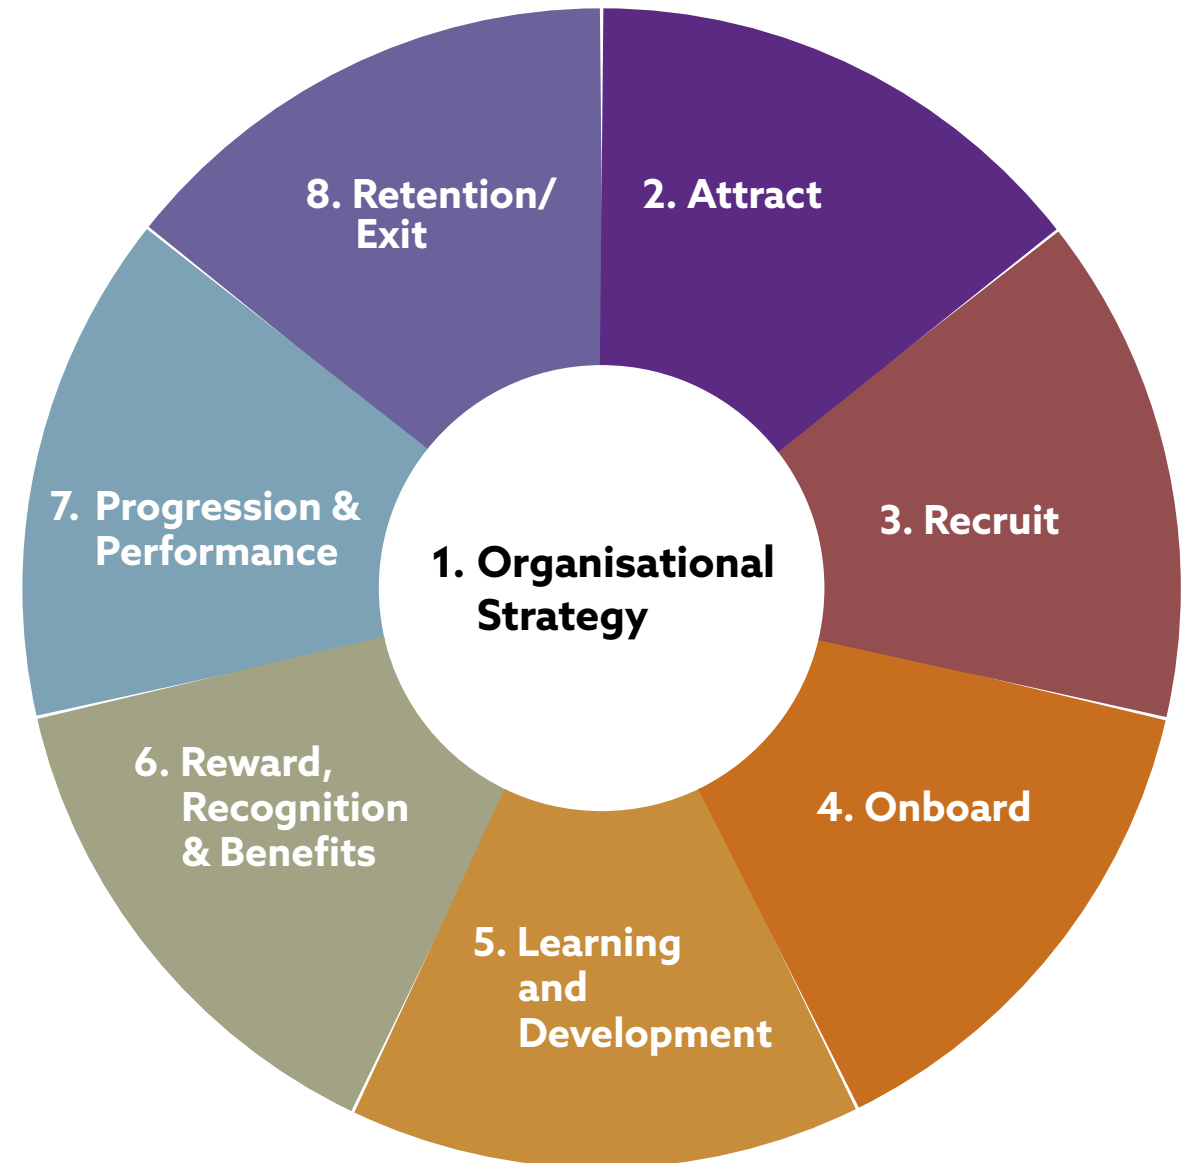 1. Organisational
Strategy
2. Attract
3. Recruit
4. Onboard
5. Learning
and
Development
6. Reward,
Recognition
& Benefits
7. Progression &
Performance
8. Retention/
Exit